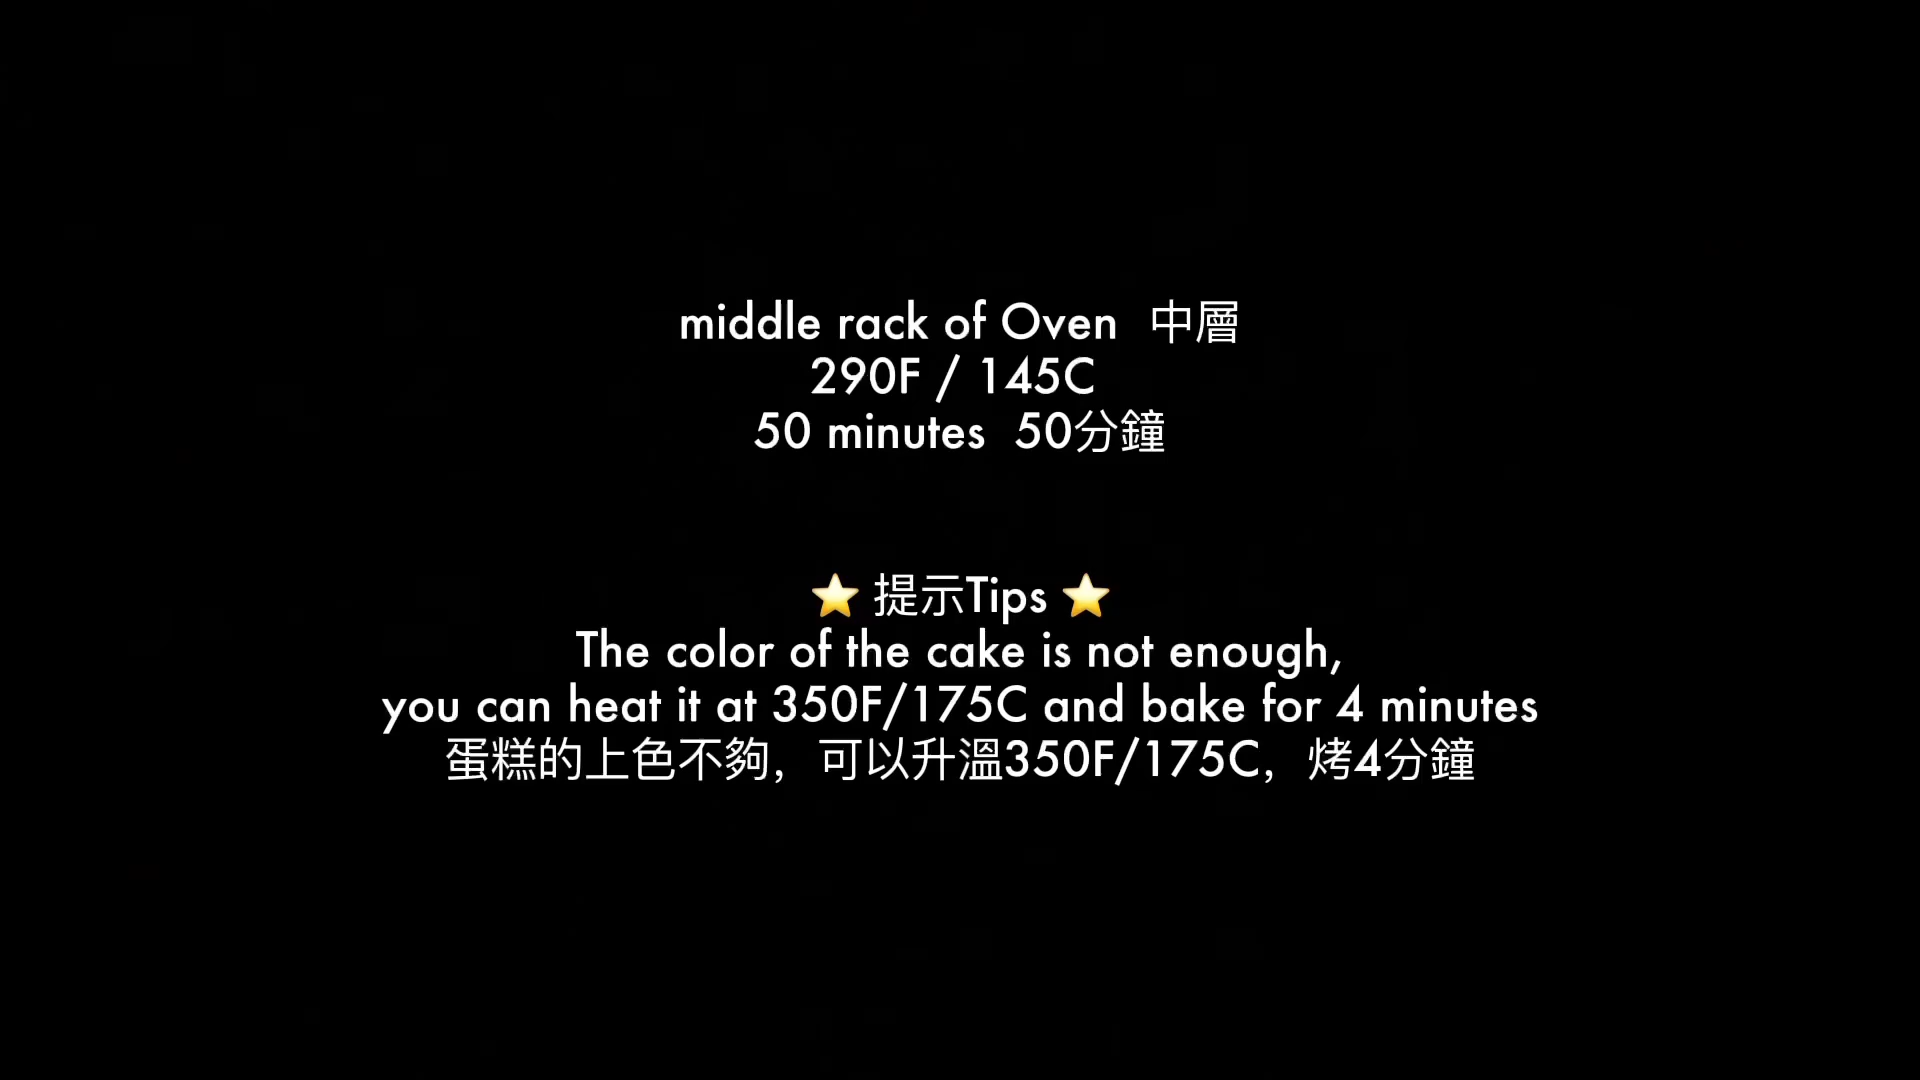 middle rack of Oven 中層
290F / 145C
50 minutes 50分鐘
⭐ 提示Tips ⭐
The color of the cake is not enough,
you can heat it at 350F/175C and bake for 4 minutes
蛋糕的上色不夠，可以升溫350F/175C，烤4分鐘